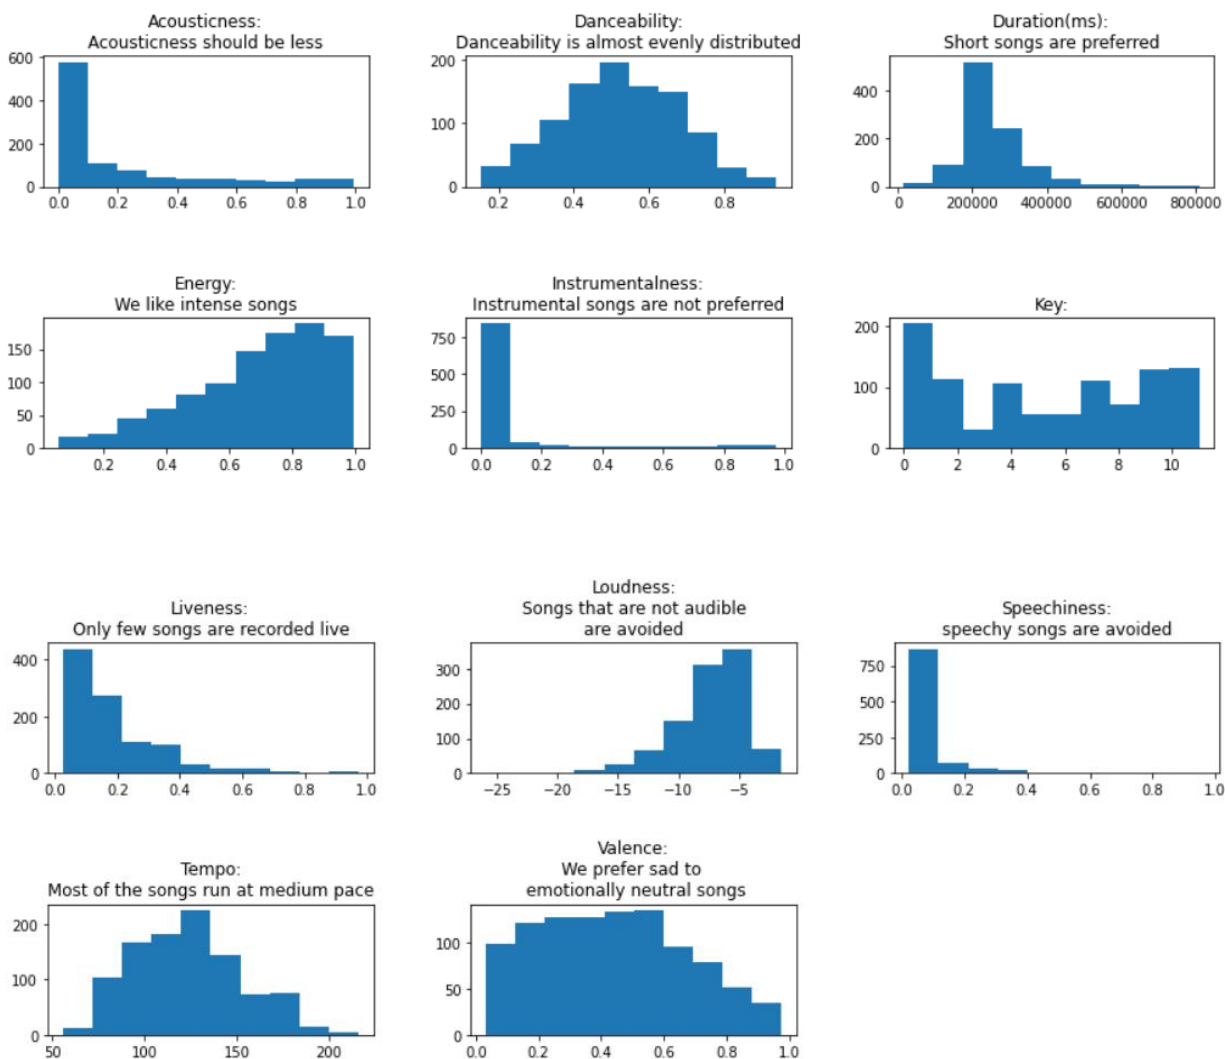 Acousticness:
Acousticness should be less
600
400
200
0
0.0 0.2 0.4 0.6 0.8 1.0
Danceability:
Danceability is almost evenly distributed
200
100
0
0.2 0.4 0.6 0.8
Duration(ms):
Short songs are preferred
400
200
0
0 200000 400000 600000 800000
Energy:
We like intense songs
150
100
50
0
0.2 0.4 0.6 0.8 1.0
Instrumentalness:
Instrumental songs are not preferred
750
500
250
0
0.0 0.2 0.4 0.6 0.8 1.0
Key:
200
100
0
0 2 4 6 8 10
Liveness:
Only few songs are recorded live
400
200
0
0.0 0.2 0.4 0.6 0.8 1.0
Loudness:
Songs that are not audible
are avoided
300
200
100
0
−25 −20 −15 −10 −5
Speechiness:
speechy songs are avoided
750
500
250
0
0.0 0.2 0.4 0.6 0.8 1.0
Tempo:
Most of the songs run at medium pace
200
100
0
50 100 150 200
Valence:
We prefer sad to
emotionally neutral songs
100
50
0
0.0 0.2 0.4 0.6 0.8 1.0